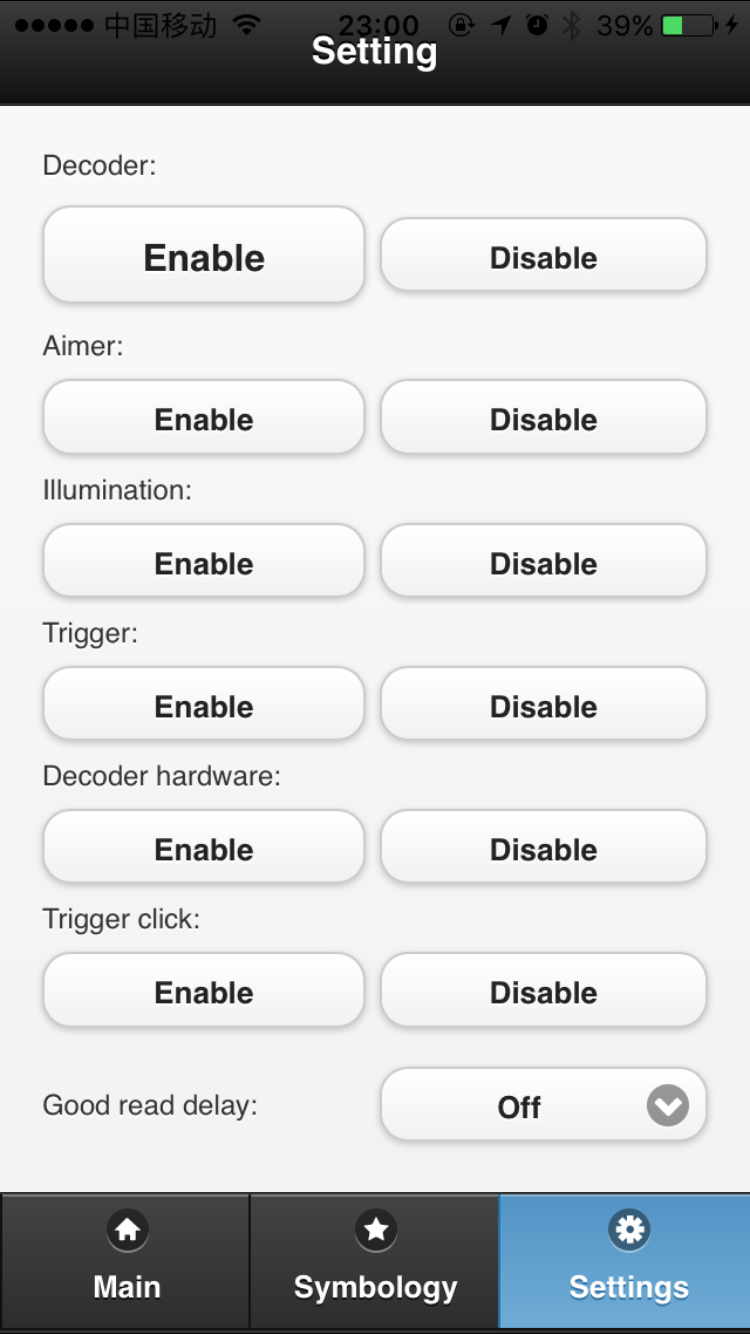 中国移动 23:00 39%
Setting
Decoder:
Enable Disable
Aimer:
Enable Disable
Illumination:
Enable Disable
Trigger:
Enable Disable
Decoder hardware:
Enable Disable
Trigger click:
Enable Disable
Good read delay: Off
Main Symbology Settings